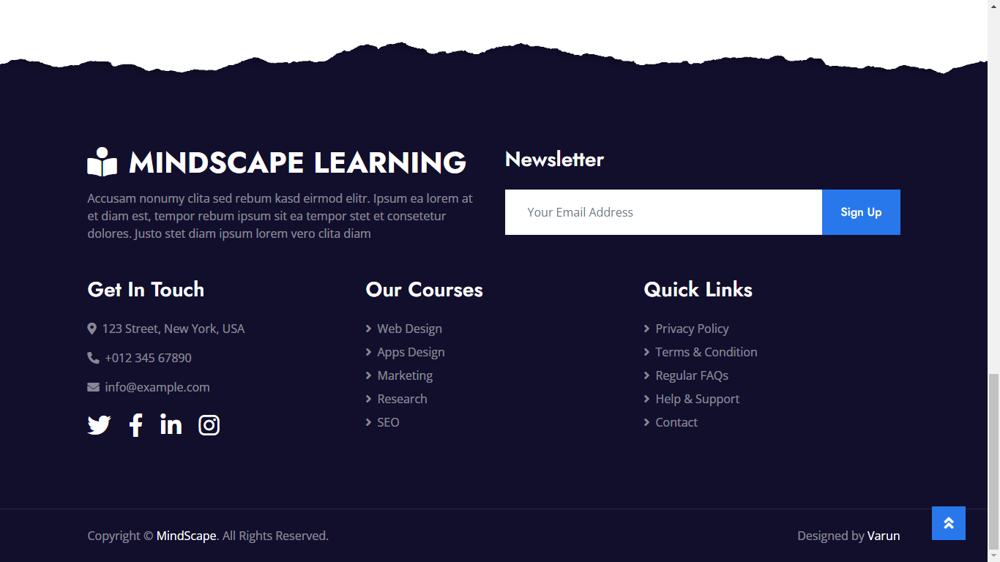 MINDSCAPE LEARNING
Accusam nonumy clita sed rebum kasd eirmod elitr. Ipsum ea lorem at
et diam est, tempor rebum ipsum sit ea tempor stet et consetetur
dolores. Justo stet diam ipsum lorem vero clita diam
Newsletter
Your Email Address
Sign Up
Get In Touch
123 Street, New York, USA
+012 345 67890
info@example.com
Our Courses
Web Design
Apps Design
Marketing
Research
SEO
Quick Links
Privacy Policy
Terms & Condition
Regular FAQs
Help & Support
Contact
Copyright © MindScape. All Rights Reserved.
Designed by Varun